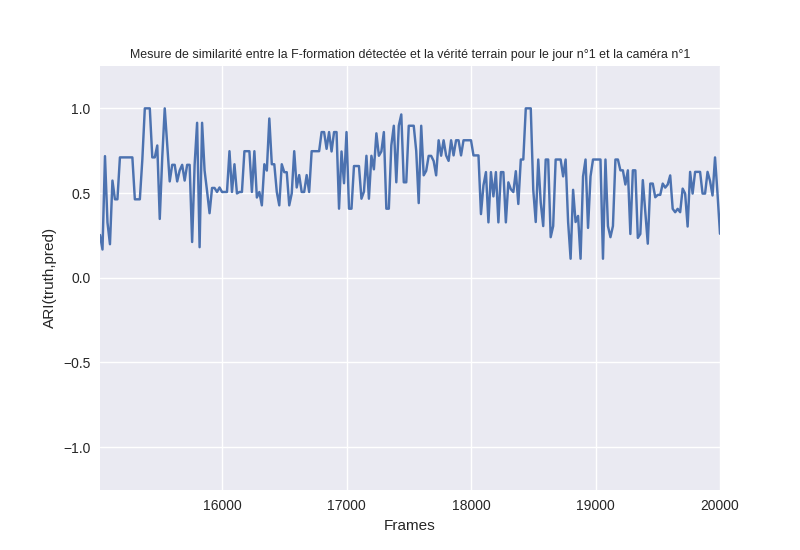 Mesure de similarité entre la F-formation détectée et la vérité terrain pour le jour n°1 et la caméra n°1
1.0
0.5
0.0
−0.5
−1.0
ARI(truth,pred)
16000 17000 18000 19000 20000
Frames